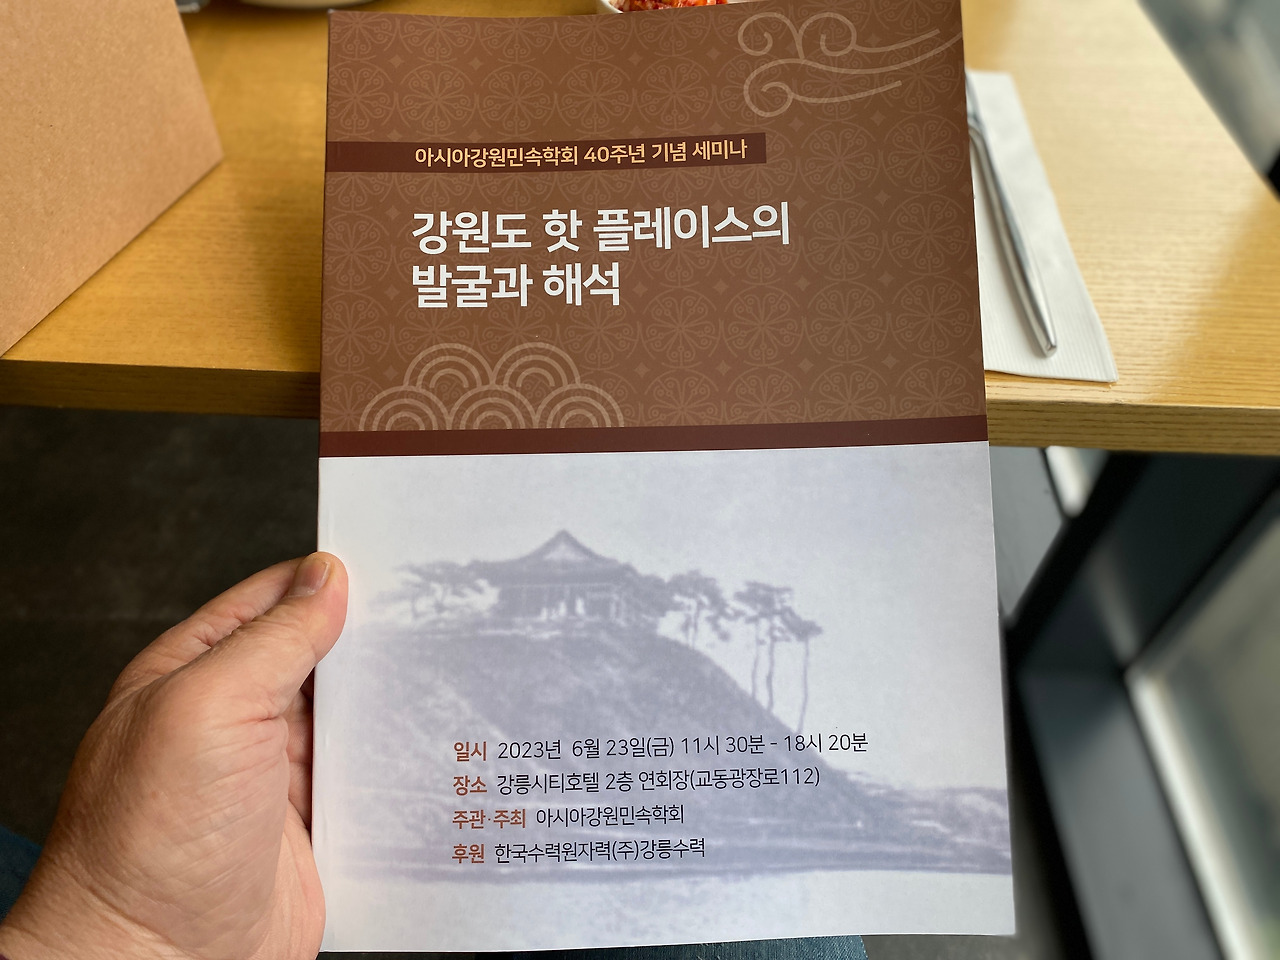 아시아강원민속학회 40주년 기념 세미나
강원도 핫 플레이스의
발굴과 해석
일시 2023년 6월 23일(금) 11시 30분 - 18시 20분
장소 강릉시티호텔 2층 연회장(교동광장로112)
주관·주최 아시아강원민속학회
후원 한국수력원자력(주)강릉수력